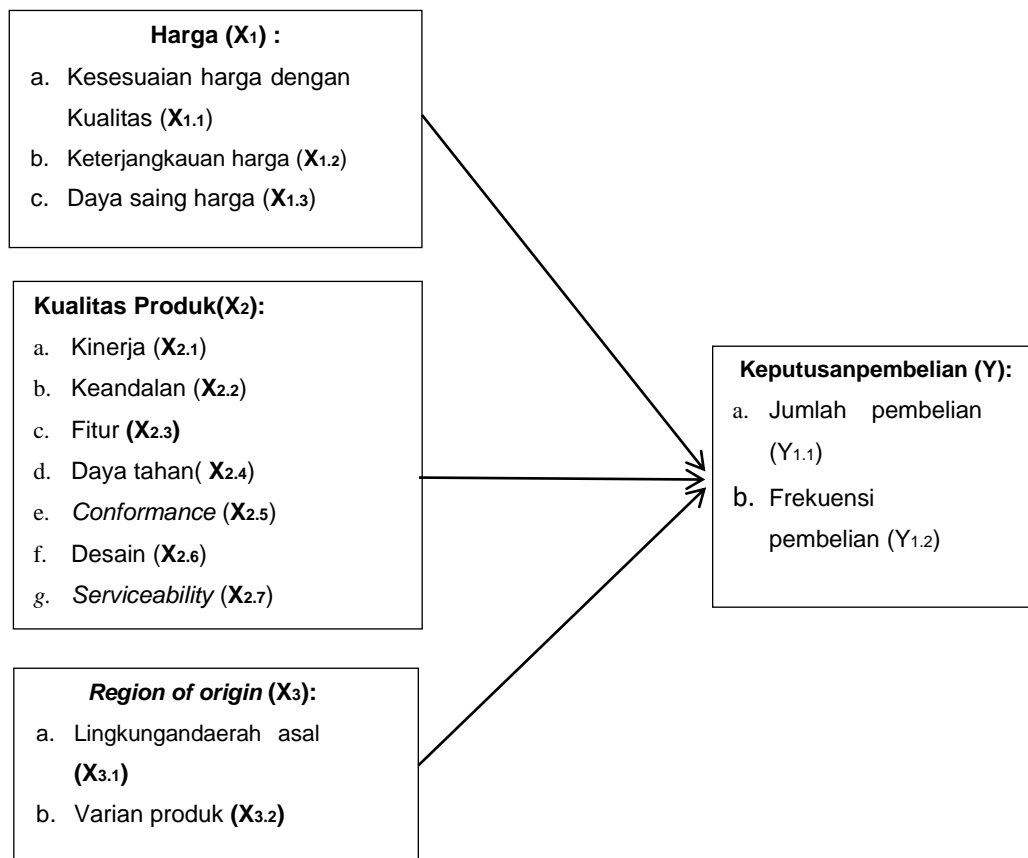 Harga (X1) :
a. Kesesuaian harga dengan
Kualitas (X1.1)
b. Keterjangkauan harga (X1.2)
c. Daya saing harga (X1.3)
Kualitas Produk(X2):
a. Kinerja (X2.1)
b. Keandalan (X2.2)
c. Fitur (X2.3)
d. Daya tahan( X2.4)
e. Conformance (X2.5)
f. Desain (X2.6)
g. Serviceability (X2.7)
Region of origin (X3):
a. Lingkungandaerah asal
(X3.1)
b. Varian produk (X3.2)
Keputusanpembelian (Y):
a. Jumlah pembelian
(Y1.1)
b. Frekuensi
pembelian (Y1.2)